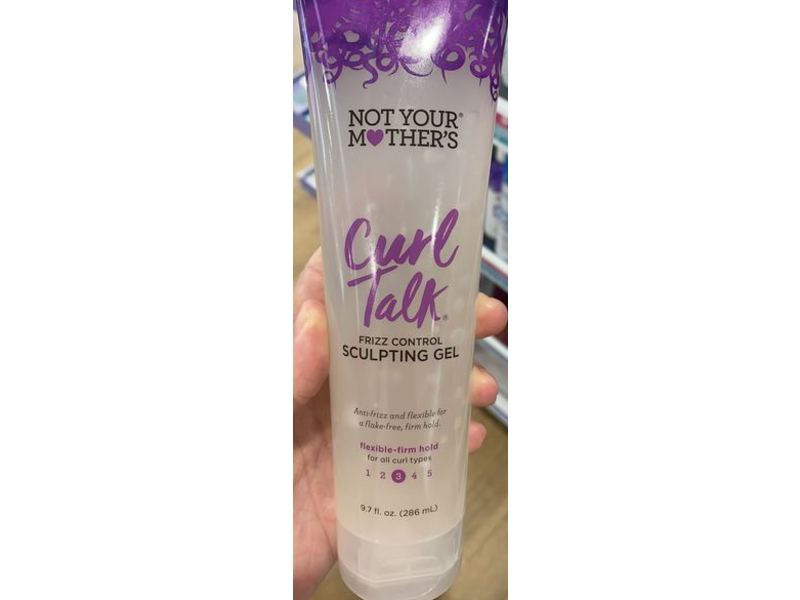 NOT YOUR®
M♥THER'S
Curl
Talk®
FRIZZ CONTROL
SCULPTING GEL
Anti-frizz and flexible for
a flake-free, firm hold.
flexible-firm hold
for all curl types
1 2 3 4 5
9.7 fl. oz. (286 mL)